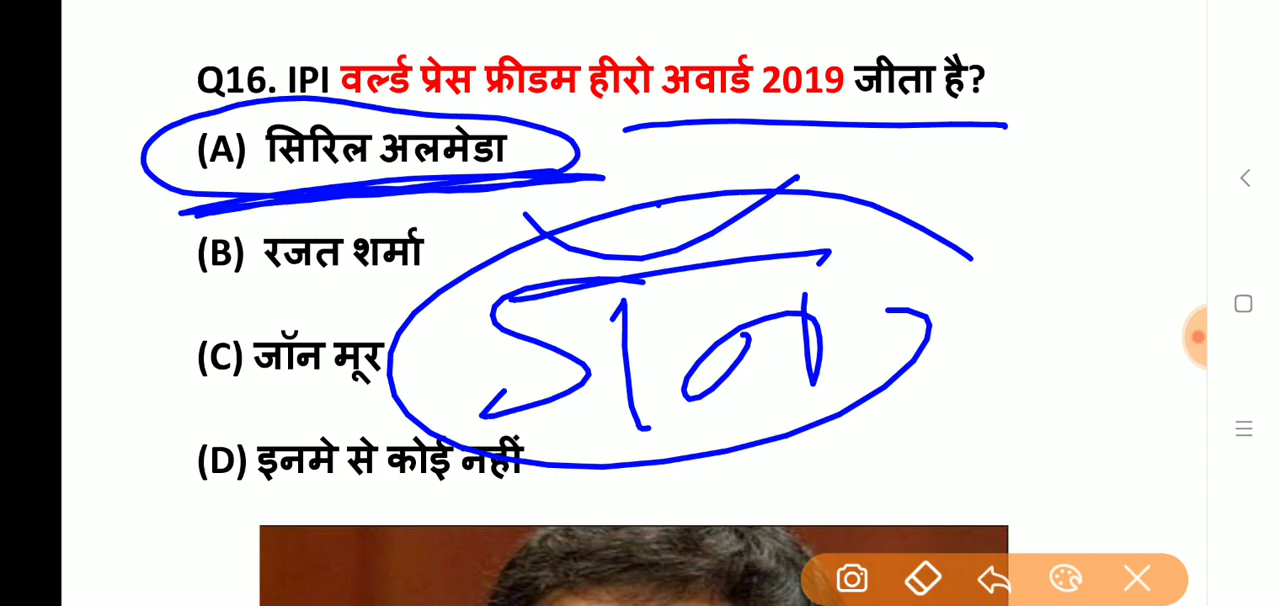 Q16. IPI वर्ल्ड प्रेस फ्रीडम हीरो अवार्ड 2019 जीता है?
(A) सिरिल अलमेडा
(B) रजत शर्मा
(C) जॉन मूर
(D) इनमे से कोई नहीं